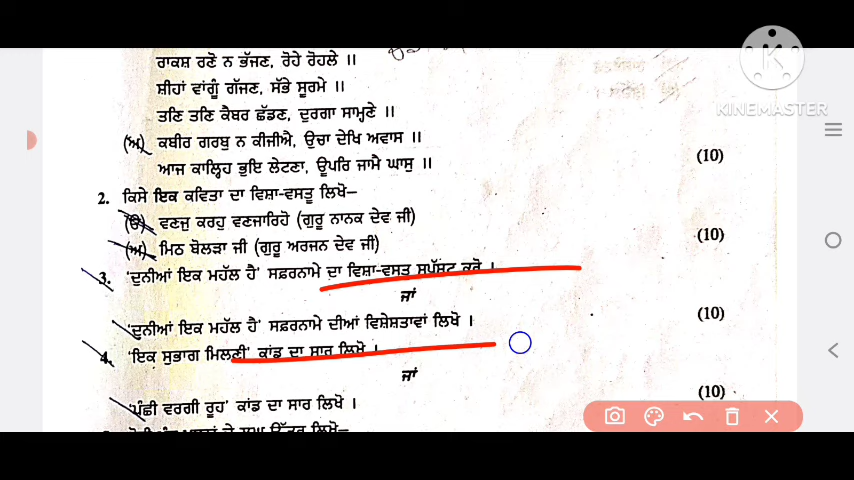 ਰਾਕਸ਼ ਰਣੋ ਨ ਭੱਜਣ, ਰੋਹੇ ਰੋਹਲੇ ॥
ਸ਼ੀਹਾਂ ਵਾਂਗੂੰ ਗੱਜਣ, ਸੱਭੇ ਸੂਰਮੇ ॥
ਤਣਿ ਤਣਿ ਕੈਬਰ ਛੱਡਣ, ਦੁਰਗਾ ਸਾਮ੍ਹਣੇ ॥
(ਅ) ਕਬੀਰ ਗਰਬੁ ਨ ਕੀਜੀਐ, ਉਚਾ ਦੇਖਿ ਅਵਾਸ ॥
ਆਜ ਕਾਲ੍ਹਿ ਭੁਇ ਲੇਟਣਾ, ਊਪਰਿ ਜਾਮੈ ਘਾਸੁ ॥ (10)
2. ਕਿਸੇ ਇਕ ਕਵਿਤਾ ਦਾ ਵਿਸ਼ਾ-ਵਸਤੂ ਲਿਖੋ–
(ੳ) ਵਣਜੁ ਕਰਹੁ ਵਣਜਾਰਿਹੋ (ਗੁਰੂ ਨਾਨਕ ਦੇਵ ਜੀ)
(ਅ) ਮਿਠ ਬੋਲੜਾ ਜੀ (ਗੁਰੂ ਅਰਜਨ ਦੇਵ ਜੀ) (10)
3. 'ਦੁਨੀਆਂ ਇਕ ਮਹੱਲ ਹੈ' ਸਫ਼ਰਨਾਮੇ ਦਾ ਵਿਸ਼ਾ-ਵਸਤੂ ਸਪੱਸ਼ਟ ਕਰੋ ।
ਜਾਂ
'ਦੁਨੀਆਂ ਇਕ ਮਹੱਲ ਹੈ' ਸਫ਼ਰਨਾਮੇ ਦੀਆਂ ਵਿਸ਼ੇਸ਼ਤਾਵਾਂ ਲਿਖੋ । (10)
4. 'ਇਕ ਸੁਭਾਗ ਮਿਲਣੀ' ਕਾਂਡ ਦਾ ਸਾਰ ਲਿਖੋ ।
ਜਾਂ
'ਪੰਛੀ ਵਰਗੀ ਰੂਹ' ਕਾਂਡ ਦਾ ਸਾਰ ਲਿਖੋ । (10)
KINEMASTER